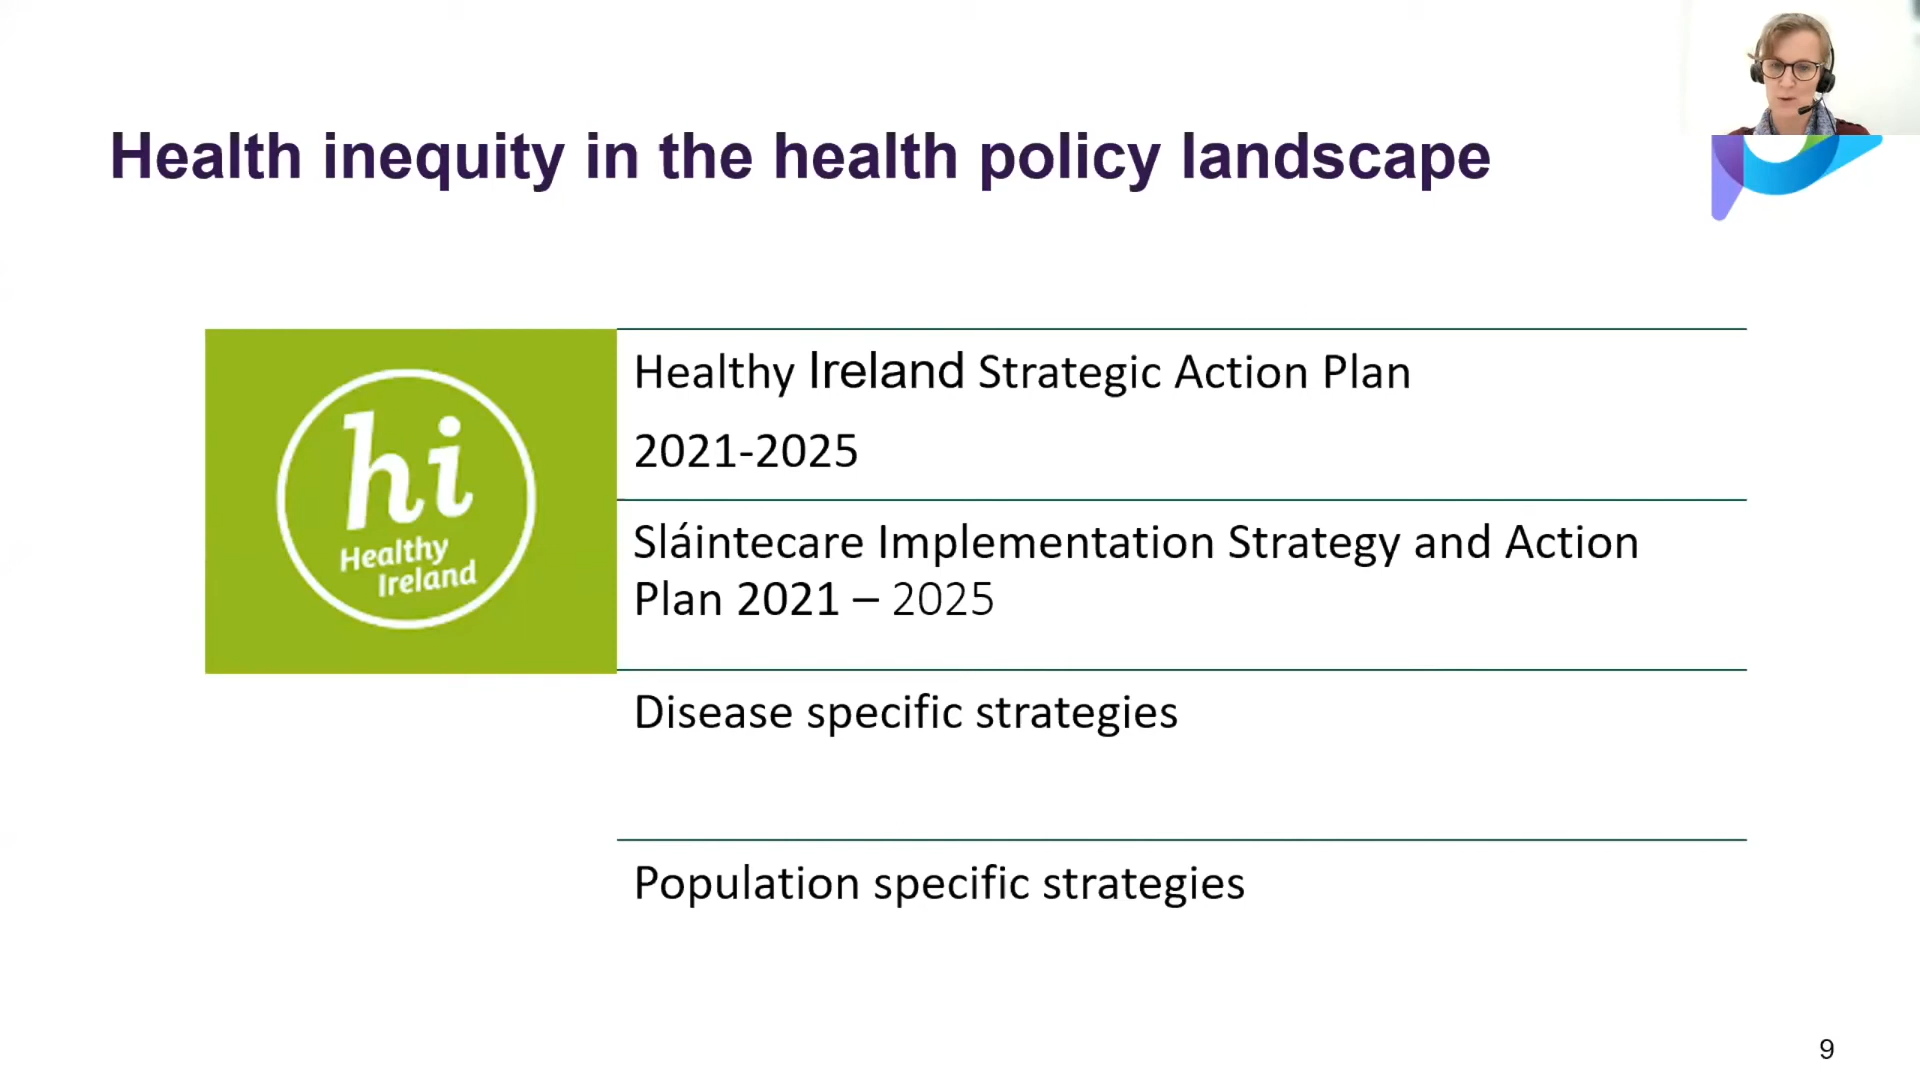 Health inequity in the health policy landscape
hi
Healthy
Ireland
Healthy Ireland Strategic Action Plan
2021-2025
Sláintecare Implementation Strategy and Action
Plan 2021 – 2025
Disease specific strategies
Population specific strategies
9